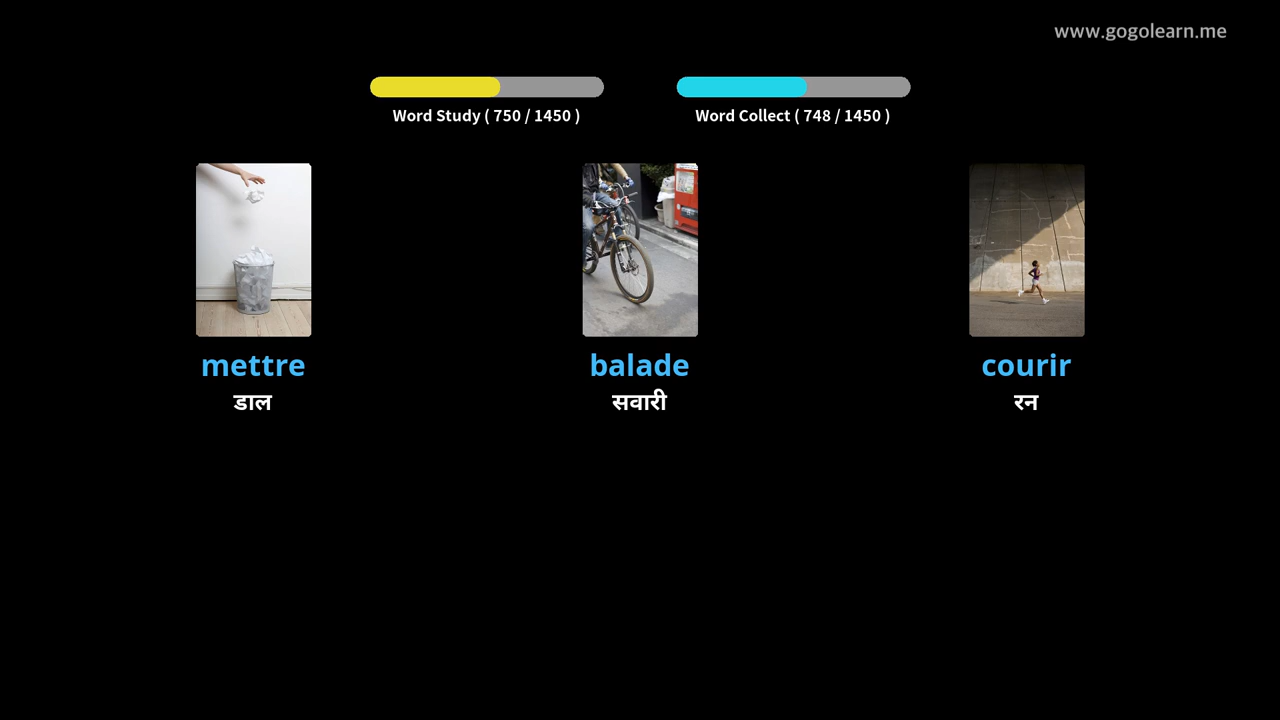 www.gogolearn.me
Word Study ( 750 / 1450 )
Word Collect ( 748 / 1450 )
mettre
डाल
balade
सवारी
courir
रन